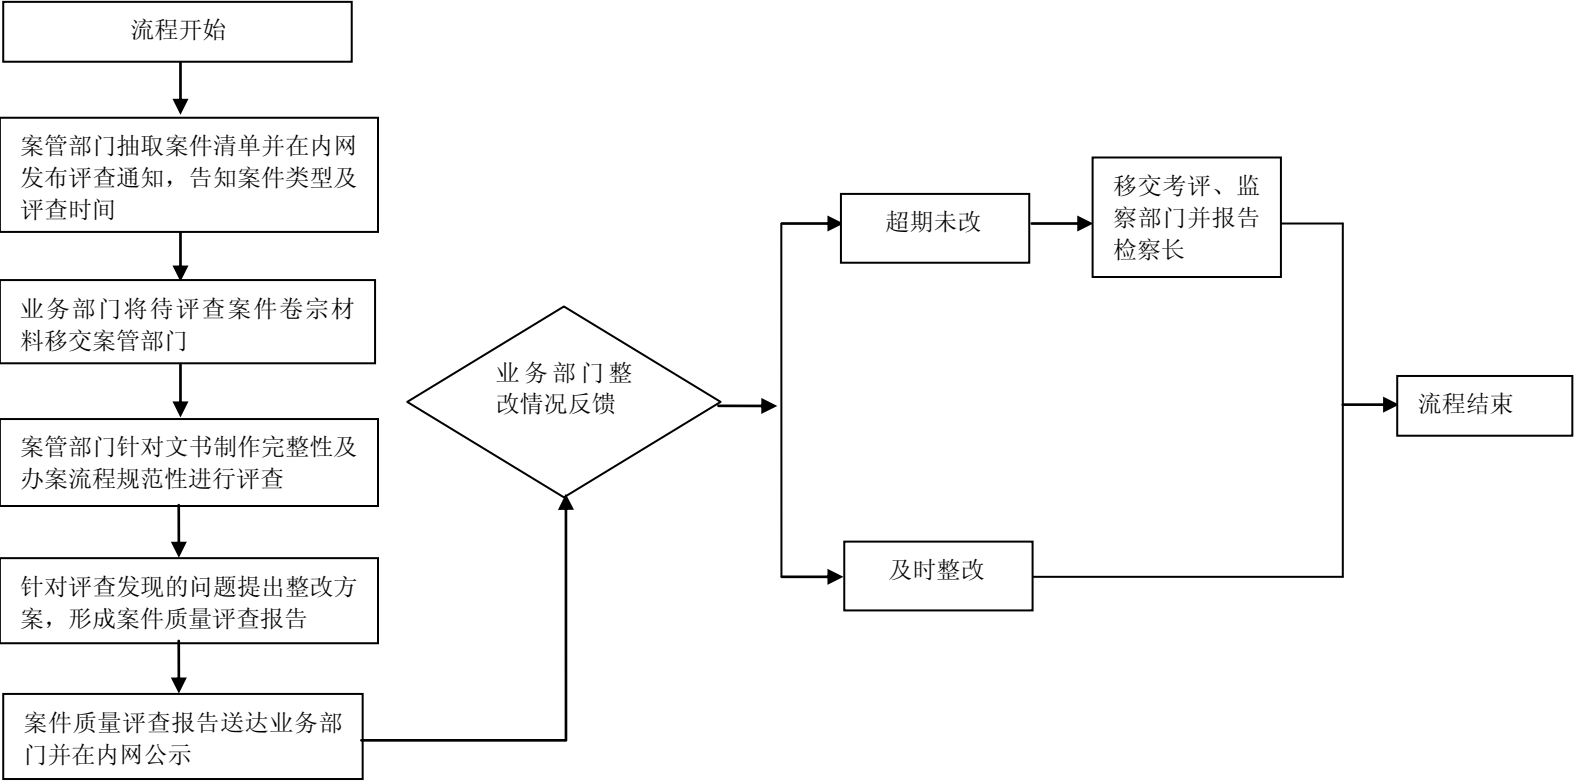 流程开始
案管部门抽取案件清单并在内网
发布评查通知，告知案件类型及
评查时间
业务部门将待评查案件卷宗材
料移交案管部门
案管部门针对文书制作完整性及
办案流程规范性进行评查
针对评查发现的问题提出整改方
案，形成案件质量评查报告
案件质量评查报告送达业务部
门并在内网公示
业务部门整
改情况反馈
超期未改
移交考评、监
察部门并报告
检察长
及时整改
流程结束